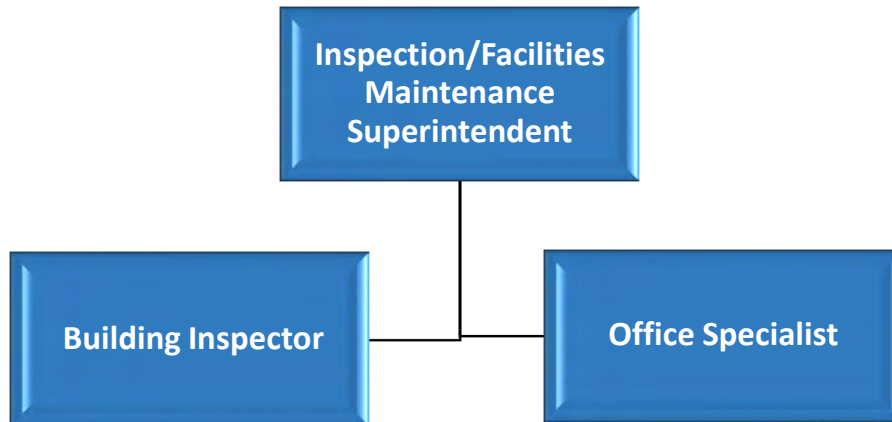 Inspection/Facilities
Maintenance
Superintendent
Building Inspector
Office Specialist